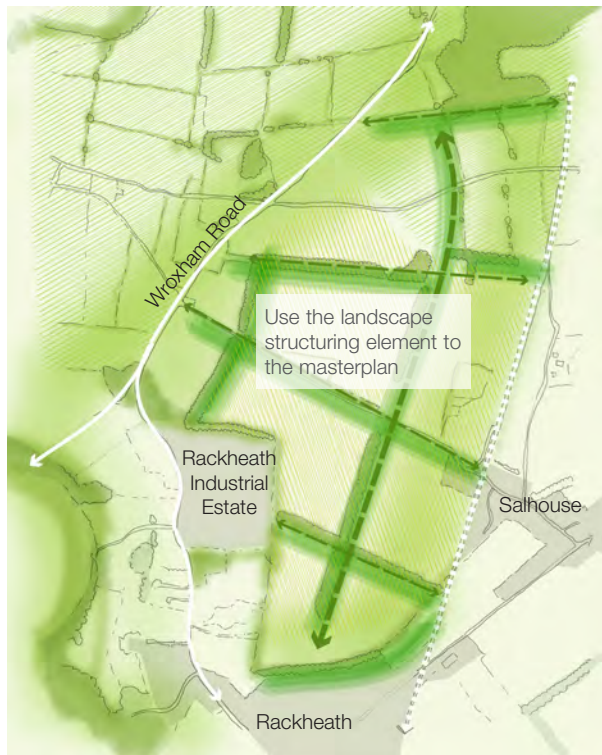 Wroxham Road
Use the landscape
structuring element to
the masterplan
Rackheath
Industrial
Estate
Salhouse
Rackheath